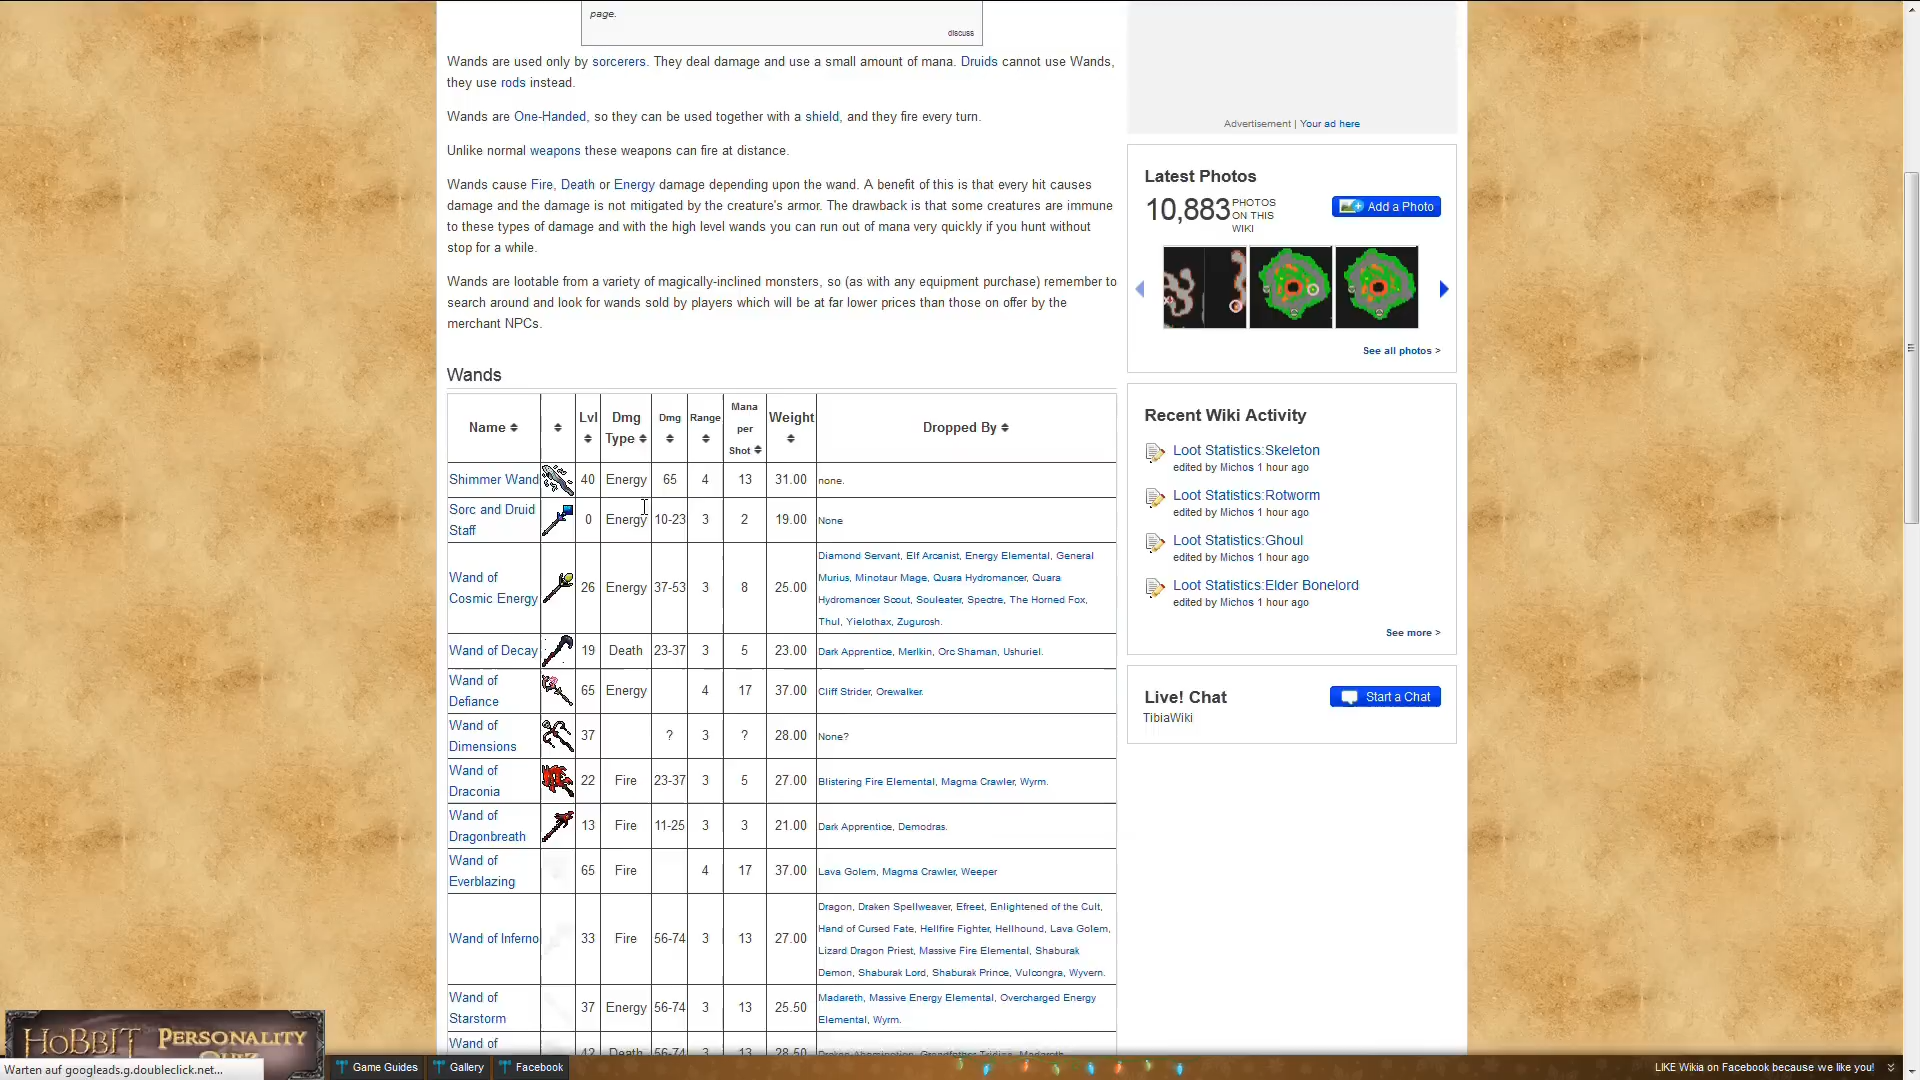 page.
discuss
Wands are used only by sorcerers. They deal damage and use a small amount of mana. Druids cannot use Wands,
they use rods instead.
Wands are One-Handed, so they can be used together with a shield, and they fire every turn.
Unlike normal weapons these weapons can fire at distance.
Wands cause Fire, Death or Energy damage depending upon the wand. A benefit of this is that every hit causes
damage and the damage is not mitigated by the creature's armor. The drawback is that some creatures are immune
to these types of damage and with the high level wands you can run out of mana very quickly if you hunt without
stop for a while.
Wands are lootable from a variety of magically-inclined monsters, so (as with any equipment purchase) remember to
search around and look for wands sold by players which will be at far lower prices than those on offer by the
merchant NPCs.
Wands
Name Lvl Dmg Type Dmg Range Mana per Shot Weight Dropped By
Shimmer Wand 40 Energy 65 4 13 31.00 none.
Sorc and Druid
Staff 0 Energy 10-23 3 2 19.00 None
Wand of
Cosmic Energy 26 Energy 37-53 3 8 25.00
Diamond Servant, Elf Arcanist, Energy Elemental, General
Murius, Minotaur Mage, Quara Hydromancer, Quara
Hydromancer Scout, Souleater, Spectre, The Horned Fox,
Thul, Yielothax, Zugurosh.
Wand of Decay 19 Death 23-37 3 5 23.00 Dark Apprentice, Merlkin, Orc Shaman, Ushuriel.
Wand of
Defiance 65 Energy 4 17 37.00 Cliff Strider, Orewalker.
Wand of
Dimensions 37 ? 3 ? 28.00 None?
Wand of
Draconia 22 Fire 23-37 3 5 27.00 Blistering Fire Elemental, Magma Crawler, Wyrm.
Wand of
Dragonbreath 13 Fire 11-25 3 3 21.00 Dark Apprentice, Demodras.
Wand of
Everblazing 65 Fire 4 17 37.00 Lava Golem, Magma Crawler, Weeper
Wand of Inferno 33 Fire 56-74 3 13 27.00
Dragon, Draken Spellweaver, Efreet, Enlightened of the Cult,
Hand of Cursed Fate, Hellfire Fighter, Hellhound, Lava Golem,
Lizard Dragon Priest, Massive Fire Elemental, Shaburak
Demon, Shaburak Lord, Shaburak Prince, Vulcongra, Wyvern.
Wand of
Starstorm 37 Energy 56-74 3 13 25.50
Madareth, Massive Energy Elemental, Overcharged Energy
Elemental, Wyrm.
Wand of
42 Death 56-74 3 13 28.50 Draken Abomination, Grandfather Tridian, Madareth
Advertisement | Your ad here
Latest Photos
10,883 PHOTOS
ON THIS
WIKI
Add a Photo
See all photos >
Recent Wiki Activity
Loot Statistics:Skeleton
edited by Michos 1 hour ago
Loot Statistics:Rotworm
edited by Michos 1 hour ago
Loot Statistics:Ghoul
edited by Michos 1 hour ago
Loot Statistics:Elder Bonelord
edited by Michos 1 hour ago
See more >
Live! Chat
Start a Chat
TibiaWiki
HOBBIT PERSONALITY
QUIZ
Warten auf googleads.g.doubleclick.net...
Game Guides Gallery Facebook
LIKE Wikia on Facebook because we like you!